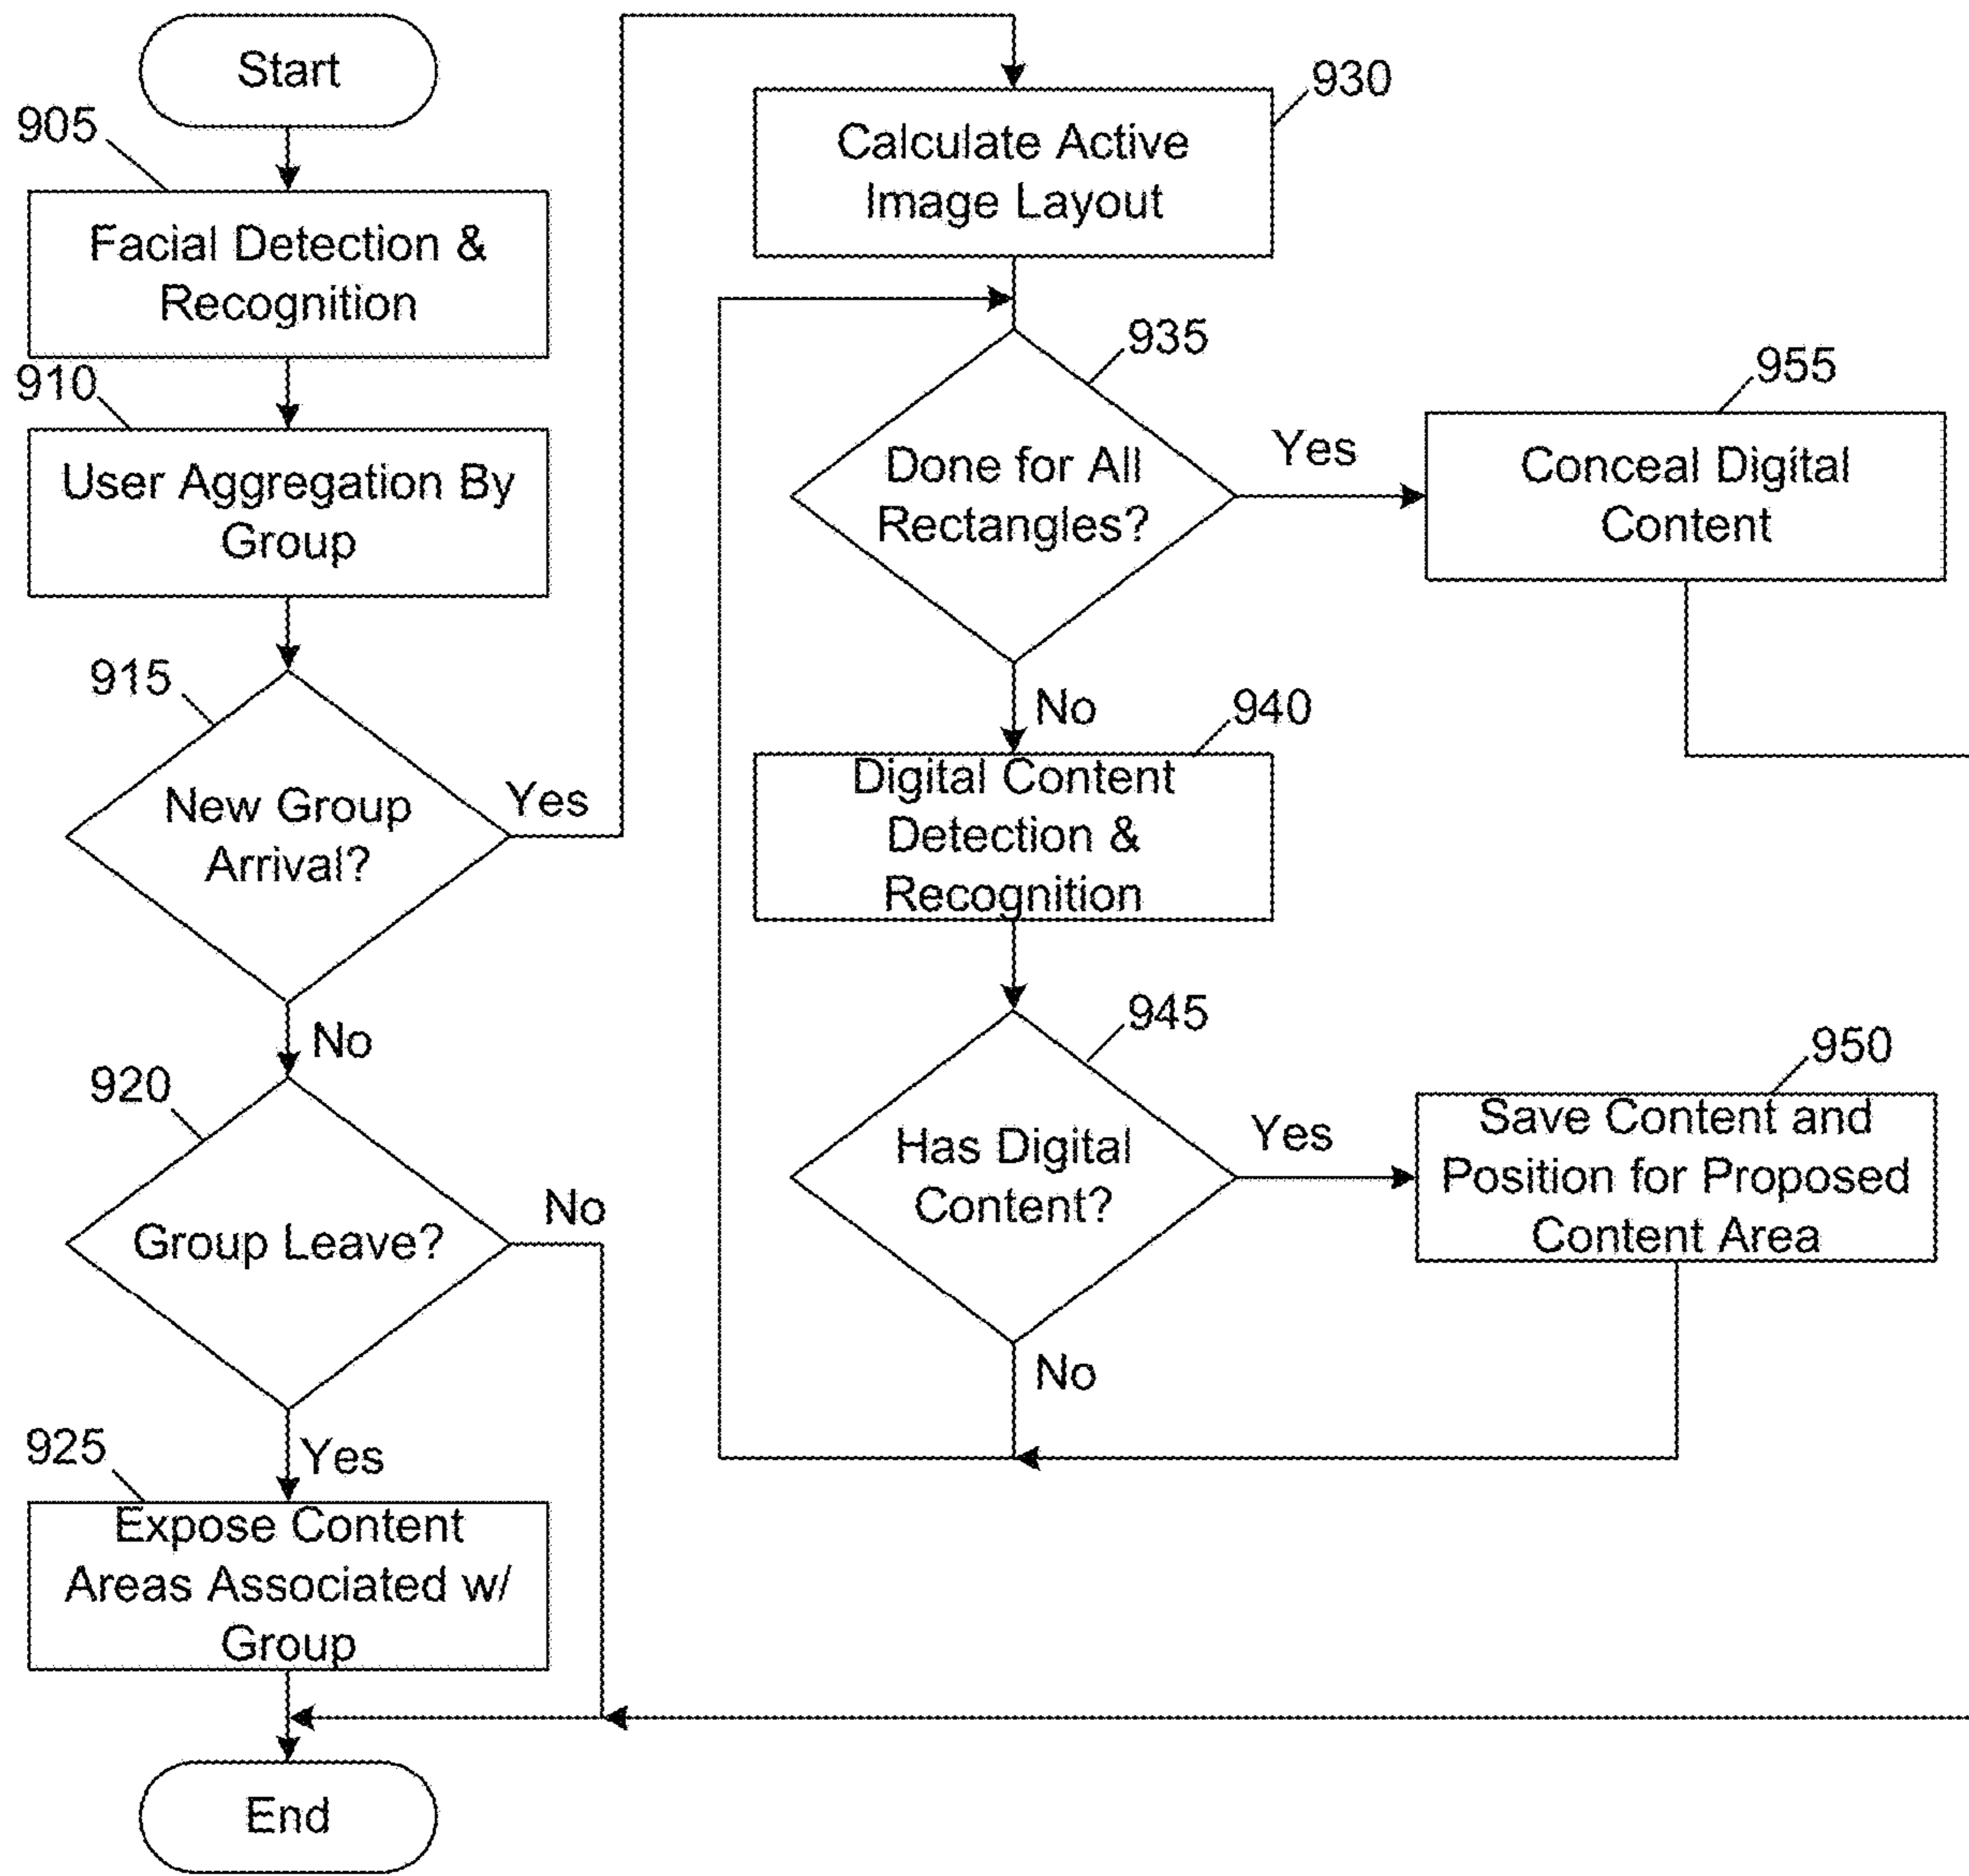 Start
905
Facial Detection &
Recognition
910
User Aggregation By
Group
915
New Group
Arrival?
Yes
No
920
Group Leave?
No
Yes
925
Expose Content
Areas Associated w/
Group
End
930
Calculate Active
Image Layout
935
Done for All
Rectangles?
Yes
No
955
Conceal Digital
Content
940
Digital Content
Detection &
Recognition
945
Has Digital
Content?
Yes
No
950
Save Content and
Position for Proposed
Content Area